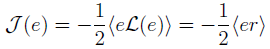 𝒥(e) = −1/2⟨eℒ(e)⟩ = −1/2⟨er⟩